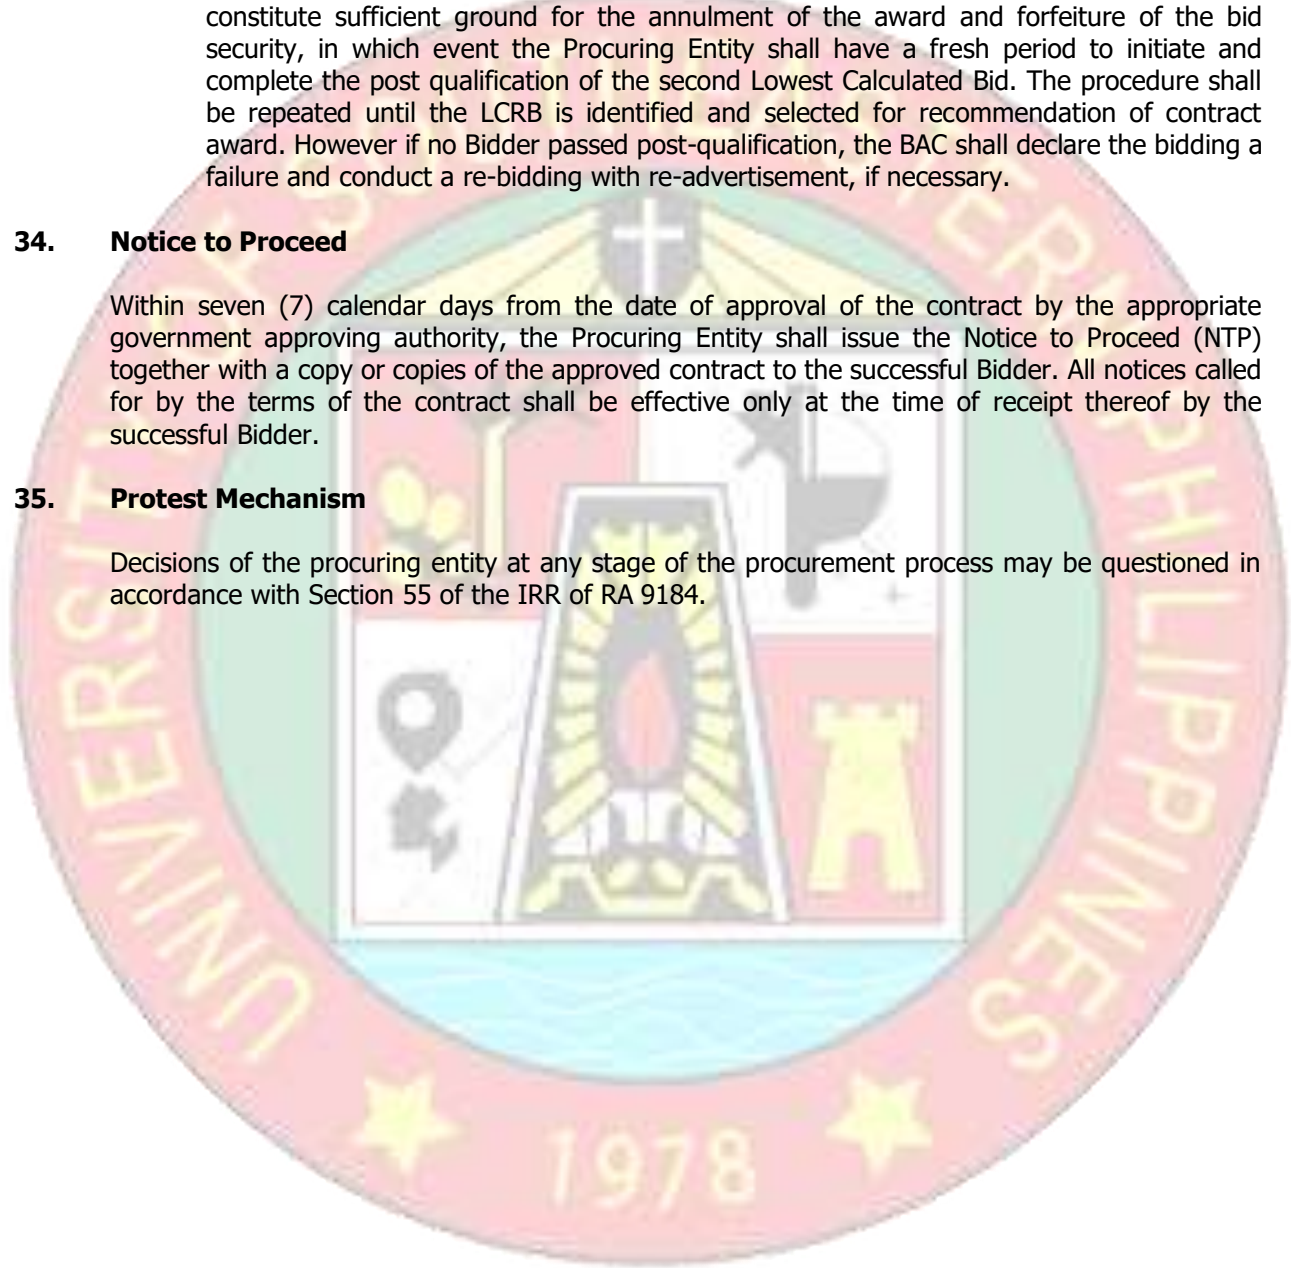 constitute sufficient ground for the annulment of the award and forfeiture of the bid
security, in which event the Procuring Entity shall have a fresh period to initiate and
complete the post qualification of the second Lowest Calculated Bid. The procedure shall
be repeated until the LCRB is identified and selected for recommendation of contract
award. However if no Bidder passed post-qualification, the BAC shall declare the bidding a
failure and conduct a re-bidding with re-advertisement, if necessary.
34. Notice to Proceed
Within seven (7) calendar days from the date of approval of the contract by the appropriate
government approving authority, the Procuring Entity shall issue the Notice to Proceed (NTP)
together with a copy or copies of the approved contract to the successful Bidder. All notices called
for by the terms of the contract shall be effective only at the time of receipt thereof by the
successful Bidder.
35. Protest Mechanism
Decisions of the procuring entity at any stage of the procurement process may be questioned in
accordance with Section 55 of the IRR of RA 9184.
UNIVERSITY OF SOUTHEASTERN PHILIPPINES
1978